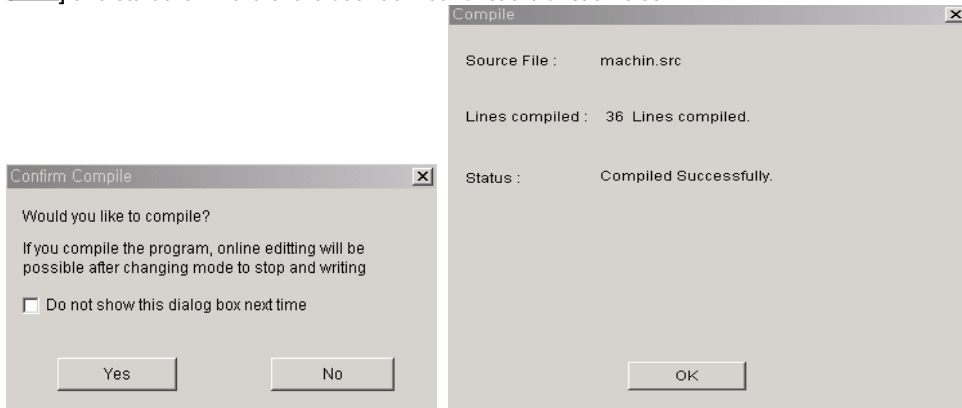 Compile
Source File : machin.src
Lines compiled : 36 Lines compiled.
Status : Compiled Successfully.
OK
Confirm Compile
Would you like to compile?
If you compile the program, online editting will be
possible after changing mode to stop and writing
Do not show this dialog box next time
Yes No